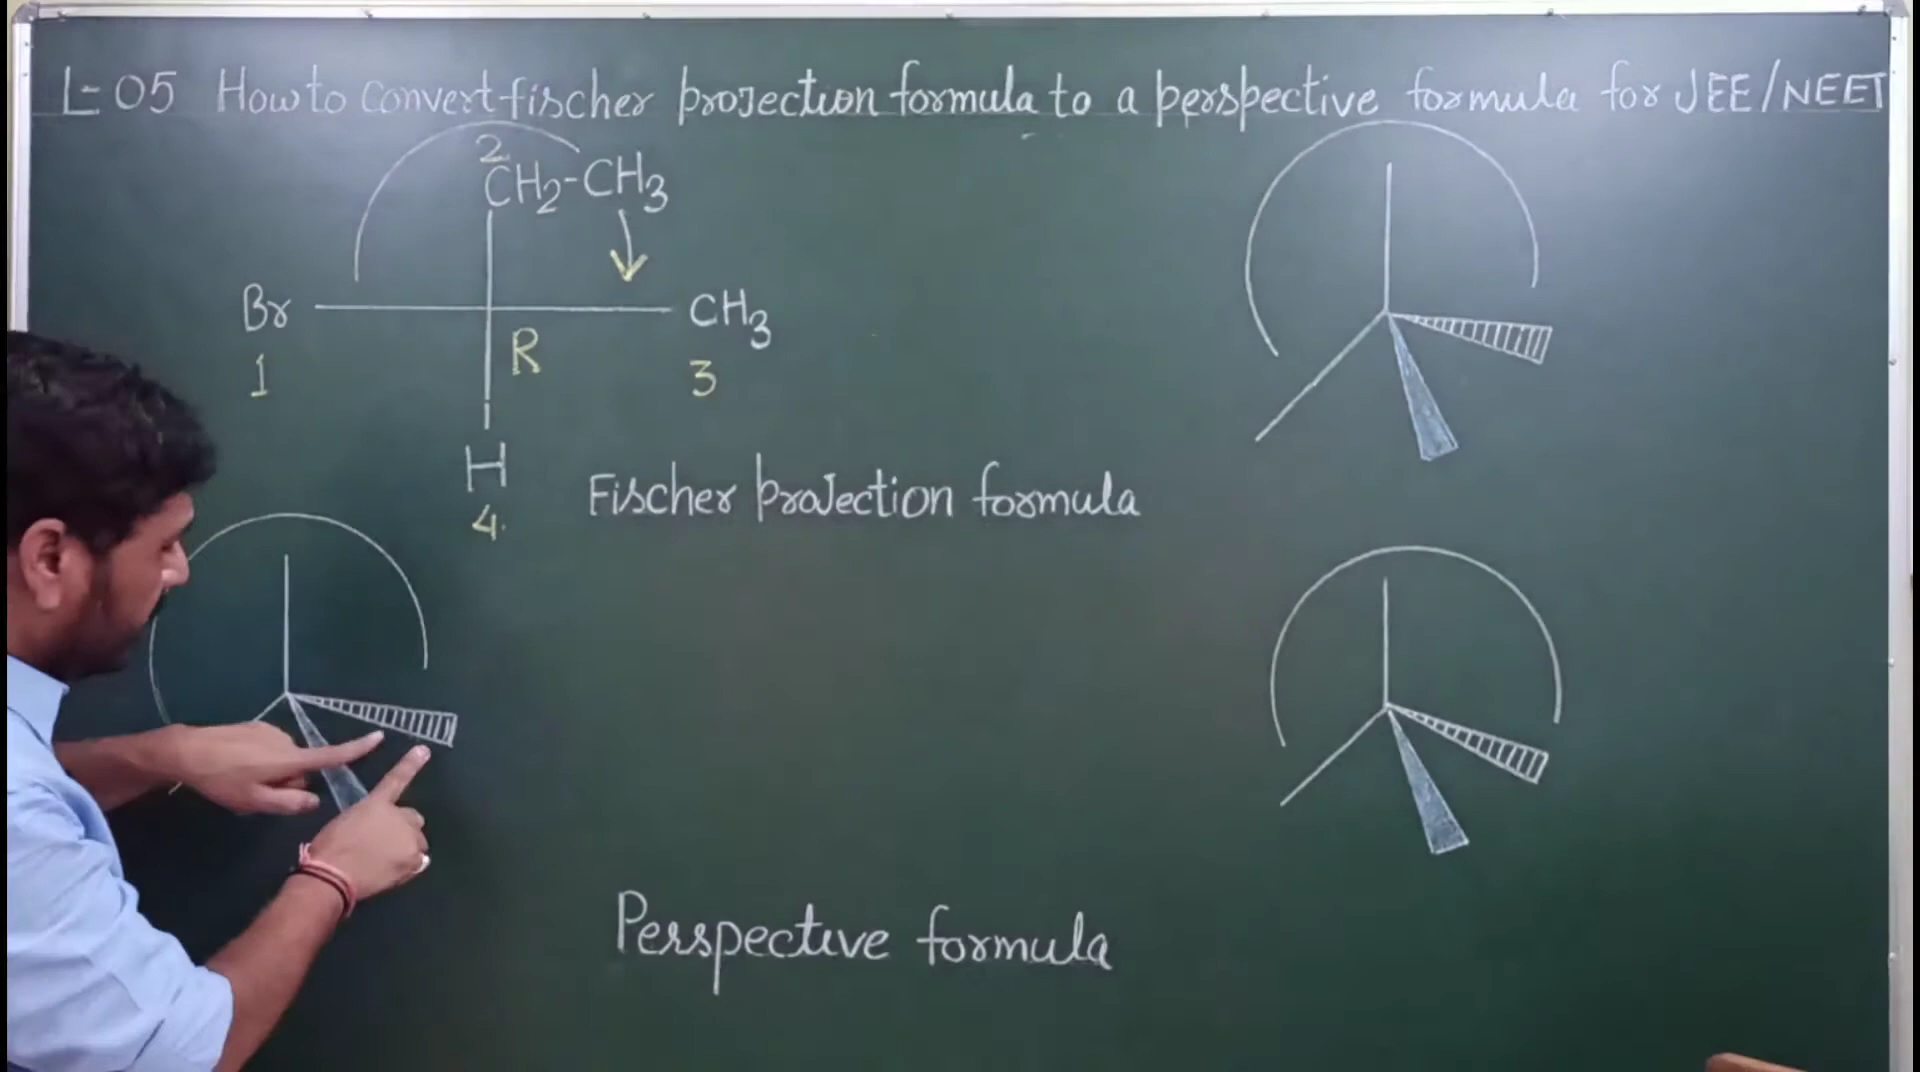 L-05 How to convert fischer projection formula to a perspective formula for JEE/NEET
2
CH2-CH3
Br CH3
R
1 3
H
4.
Fischer projection formula
Perspective formula